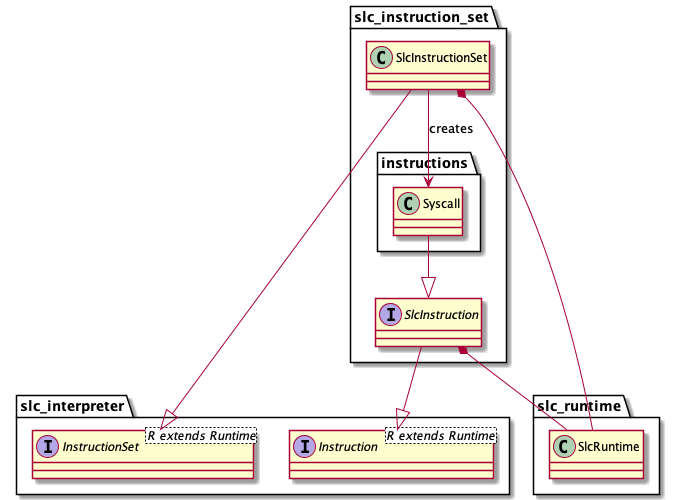 slc_instruction_set
C SlcInstructionSet
creates
instructions
C Syscall
I SlcInstruction
slc_interpreter
slc_runtime
R extends Runtime
I InstructionSet
R extends Runtime
I Instruction
C SlcRuntime